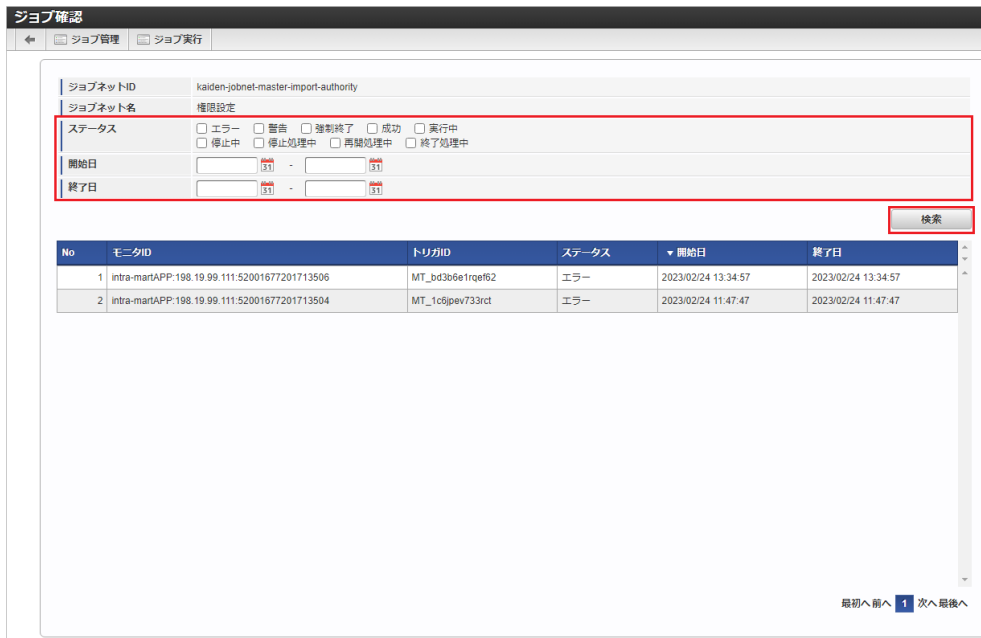 ジョブ確認
ジョブ管理 ジョブ実行
ジョブネットID kaiden-jobnet-master-import-authority
ジョブネット名 権限設定
ステータス エラー 警告 強制終了 成功 実行中
停止中 停止処理中 再開処理中 終了処理中
開始日 31 - 31
終了日 31 - 31
検索
No モニタID トリガID ステータス ▼ 開始日 終了日
1 intra-martAPP:198.19.99.111:52001677201713506 MT_bd3b6e1rqef62 エラー 2023/02/24 13:34:57 2023/02/24 13:34:57
2 intra-martAPP:198.19.99.111:52001677201713504 MT_1c6jpev733rct エラー 2023/02/24 11:47:47 2023/02/24 11:47:47
最初へ 前へ 1 次へ 最後へ